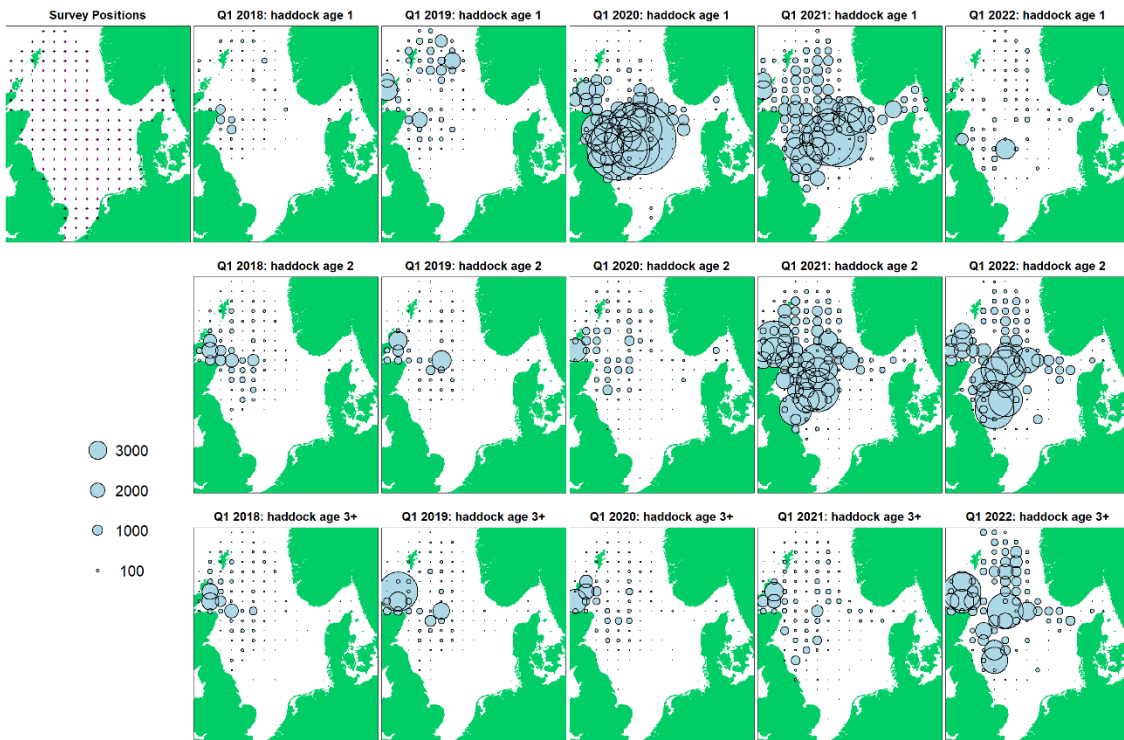 Survey Positions
Q1 2018: haddock age 1
Q1 2019: haddock age 1
Q1 2020: haddock age 1
Q1 2021: haddock age 1
Q1 2022: haddock age 1
Q1 2018: haddock age 2
Q1 2019: haddock age 2
Q1 2020: haddock age 2
Q1 2021: haddock age 2
Q1 2022: haddock age 2
3000
2000
1000
100
Q1 2018: haddock age 3+
Q1 2019: haddock age 3+
Q1 2020: haddock age 3+
Q1 2021: haddock age 3+
Q1 2022: haddock age 3+